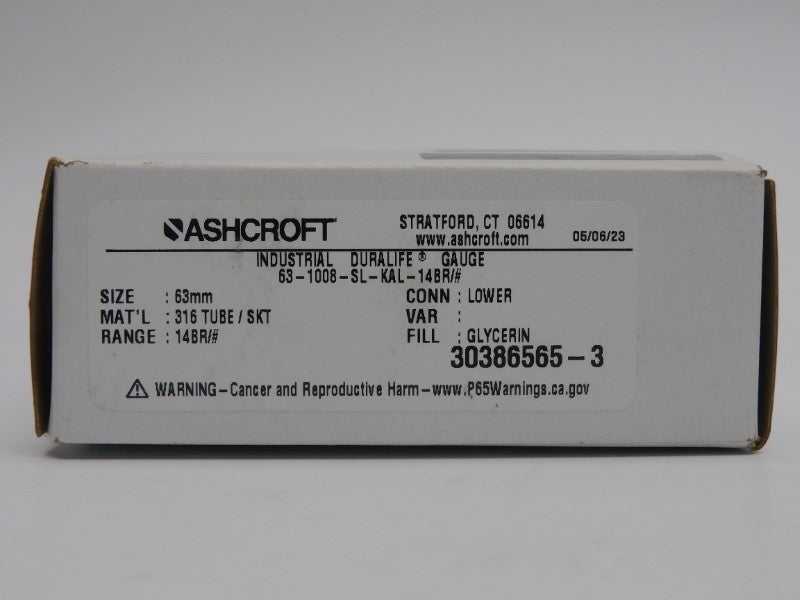 ASHCROFT STRATFORD, CT 06614
www.ashcroft.com 05/06/23
INDUSTRIAL DURALIFE® GAUGE
63-1008-SL-KAL-14BR/#
SIZE : 63mm CONN : LOWER
MAT'L : 316 TUBE / SKT VAR :
RANGE : 14BR/# FILL : GLYCERIN
30386565-3
⚠ WARNING-Cancer and Reproductive Harm-www.P65Warnings.ca.gov